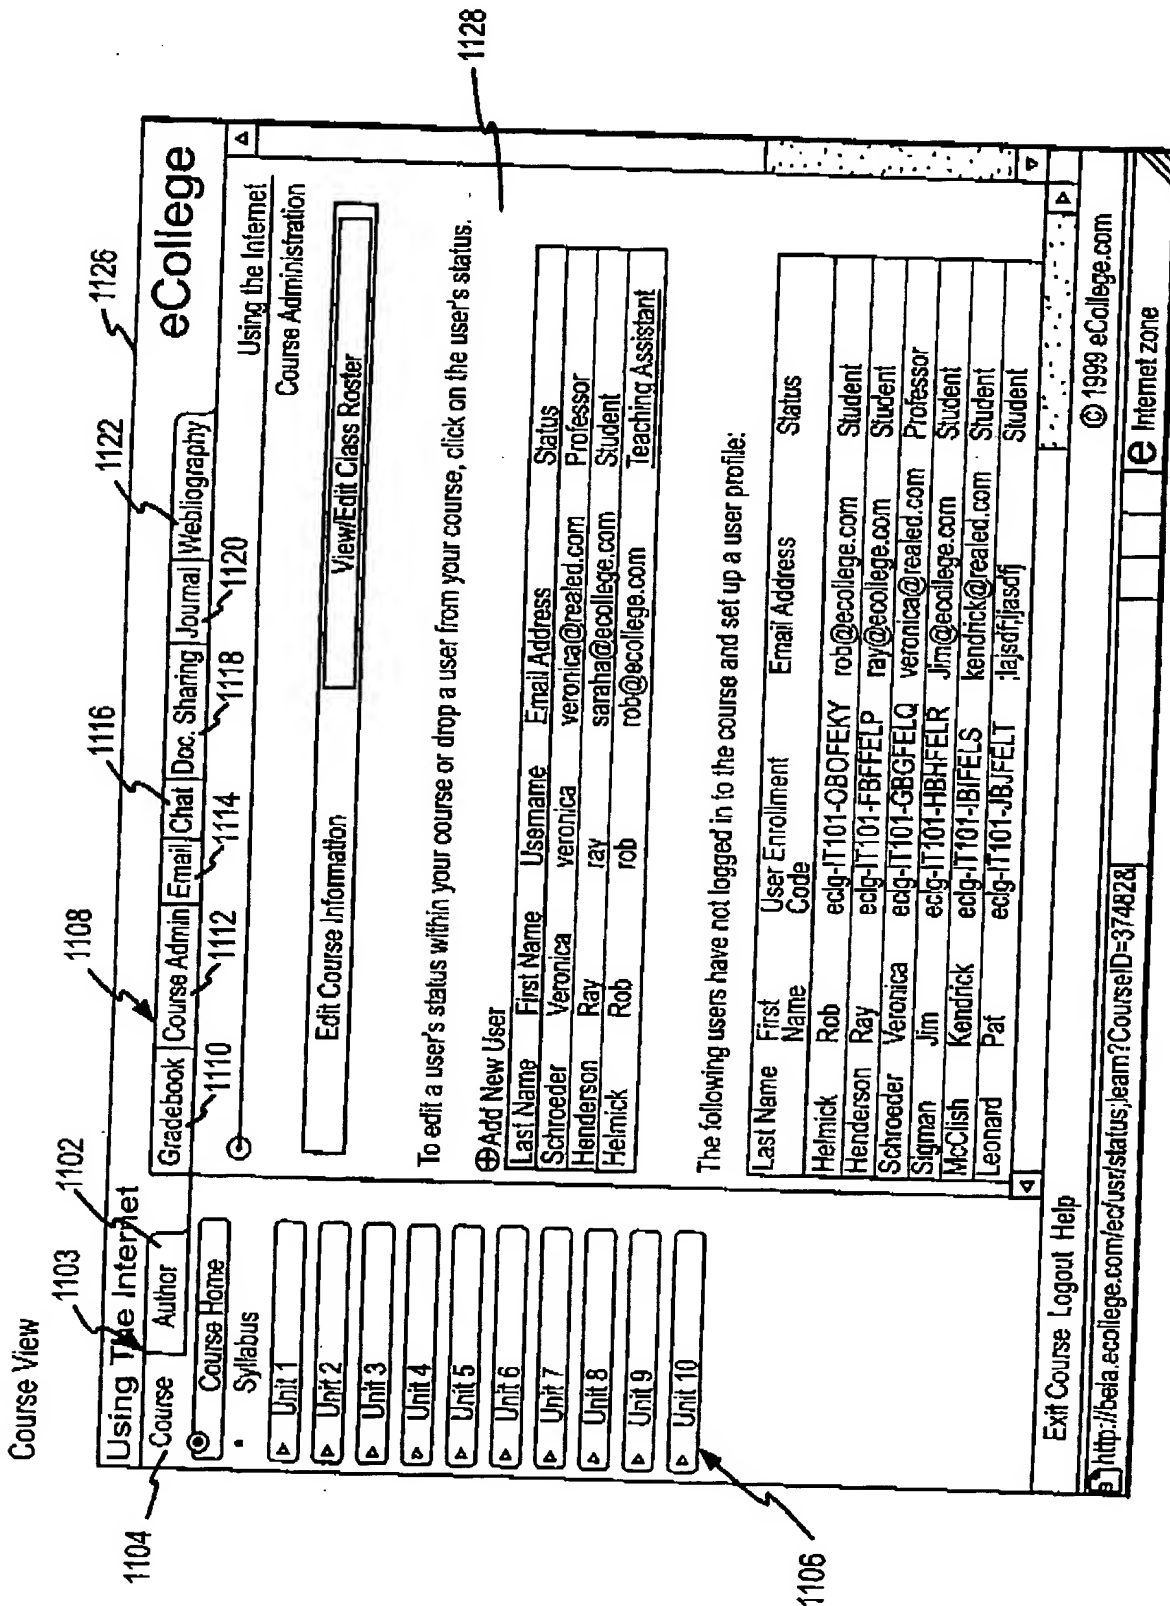 Course View
1126
Using The Internet
eCollege
1103
1102
1108
1116
1122
1104
Course
Author
Gradebook
Course Admin
Email
Chat
Doc. Sharing
Journal
Webliography
1110
1112
1114
1118
1120
Course Home
Syllabus
Unit 1
Unit 2
Unit 3
Unit 4
Unit 5
Unit 6
Unit 7
Unit 8
Unit 9
Unit 10
1106
Using the Internet
Course Administration
Edit Course Information
View/Edit Class Roster
1128
To edit a user's status within your course or drop a user from your course, click on the user's status.
Add New User
Last Name First Name Username Email Address Status
Schroeder Veronica veronica veronica@realed.com Professor
Henderson Ray ray saraha@ecollege.com Student
Helmick Rob rob rob@ecollege.com Teaching Assistant
The following users have not logged in to the course and set up a user profile:
Last Name First Name User Enrollment Code Email Address Status
Helmick Rob eclg-IT101-OBOFEKY rob@ecollege.com Student
Henderson Ray eclg-IT101-FBFFELP ray@ecollege.com Student
Schroeder Veronica eclg-IT101-GBGFELQ veronica@realed.com Professor
Sigman Jim eclg-IT101-HBHFELR Jim@ecollege.com Student
McClish Kendrick eclg-IT101-IBIFELS kendrick@realed.com Student
Leonard Pat eclg-IT101-JBJFELT ;lajsdf;ljasdfj Student
Exit Course Logout Help
© 1999 eCollege.com
http://bela.ecollege.com/ec/usr/status;learn?CourseID=37482&
e Internet zone